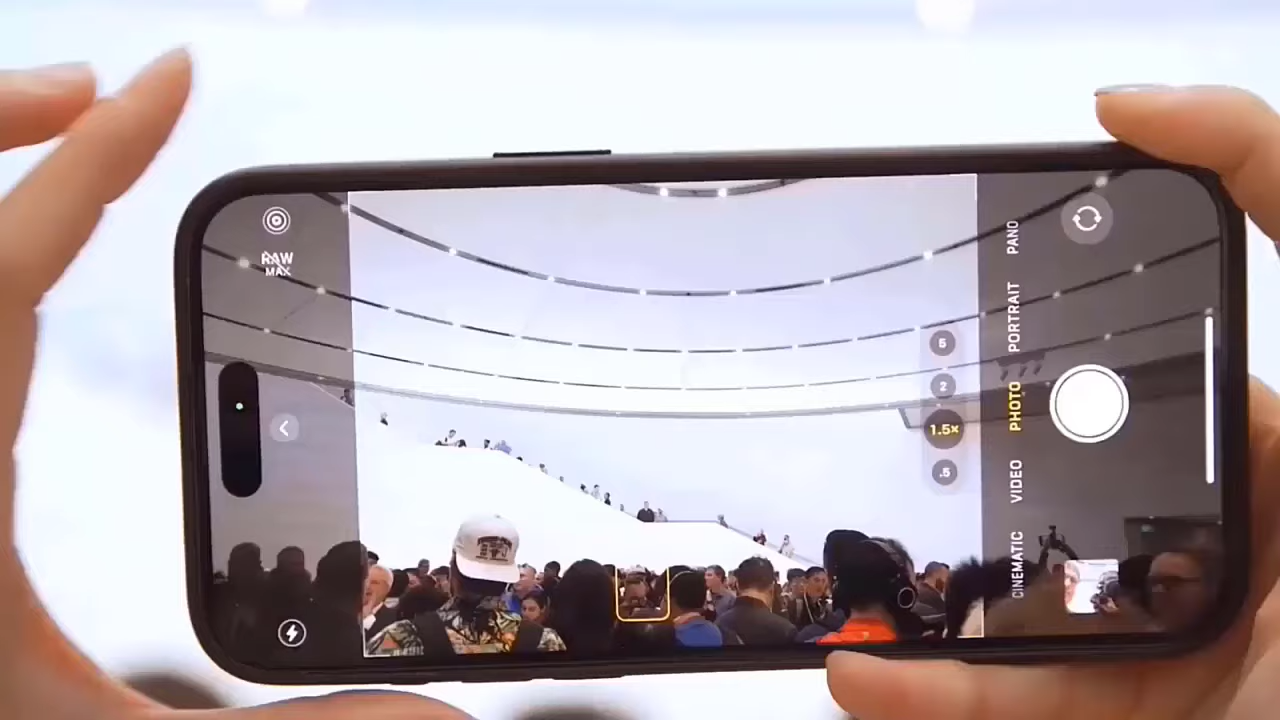 RAW
MAX
5
2
1.5×
.5
PANO
PORTRAIT
PHOTO
VIDEO
CINEMATIC